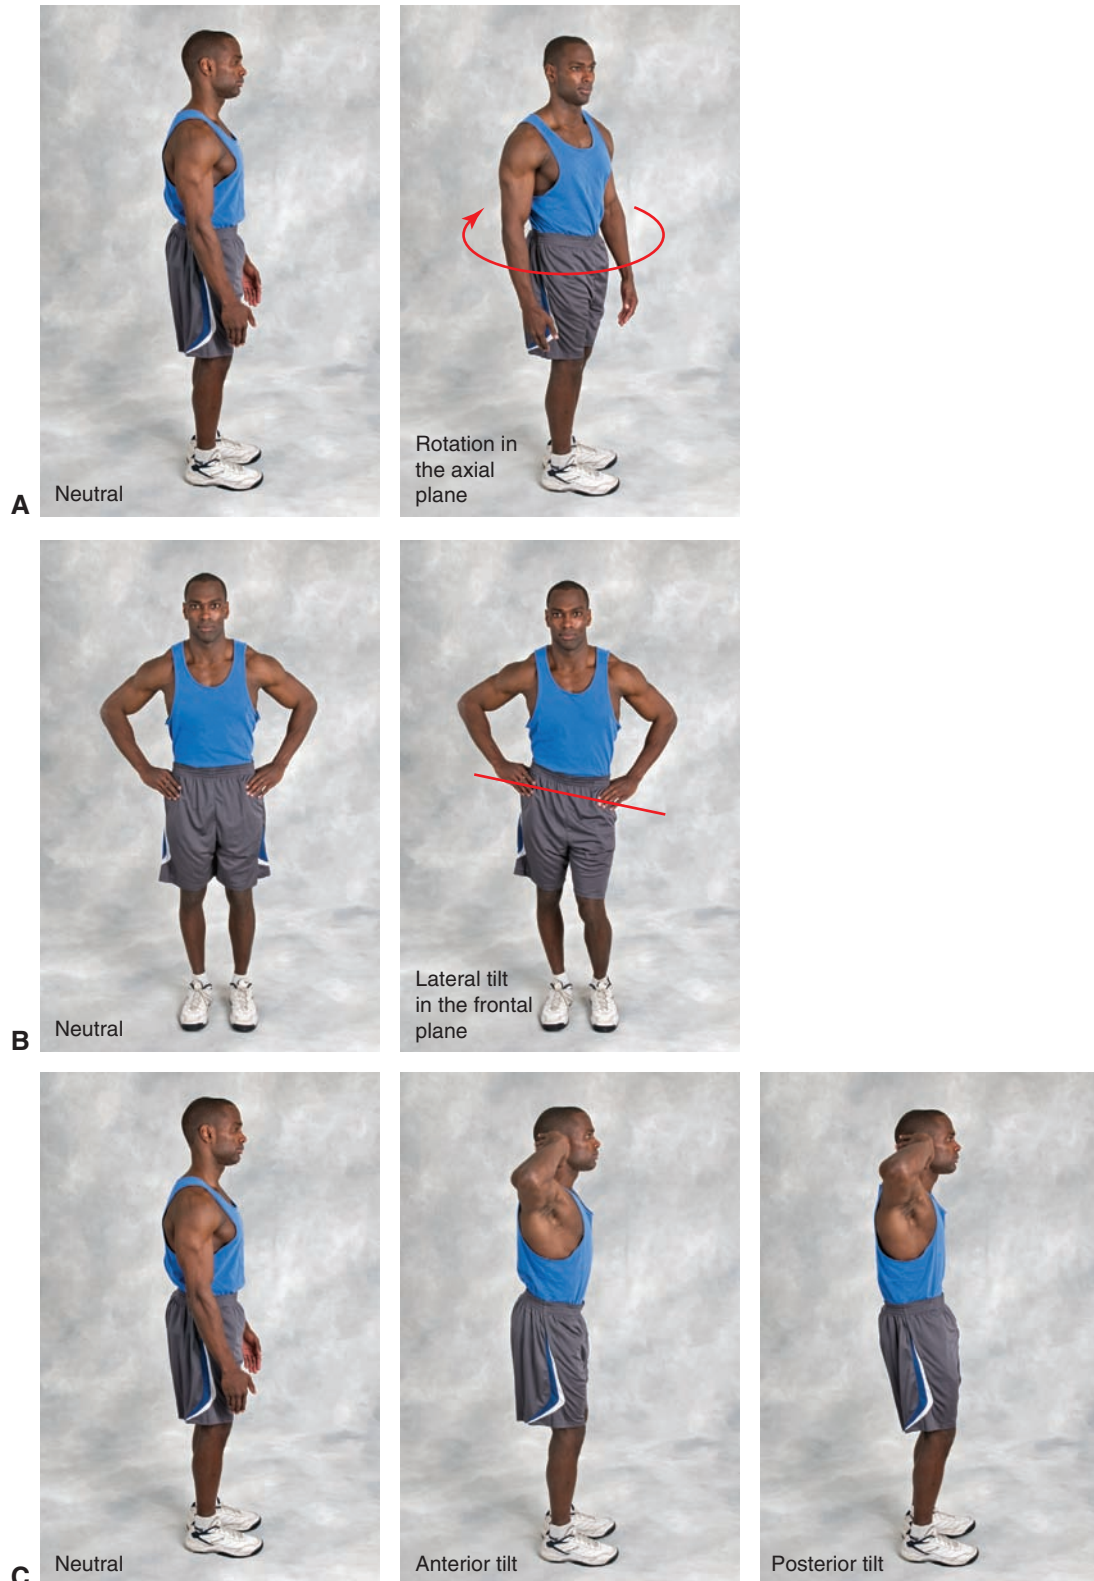 Neutral
Rotation in
the axial
plane
A
Neutral
Lateral tilt
in the frontal
plane
B
Neutral
Anterior tilt
Posterior tilt
C